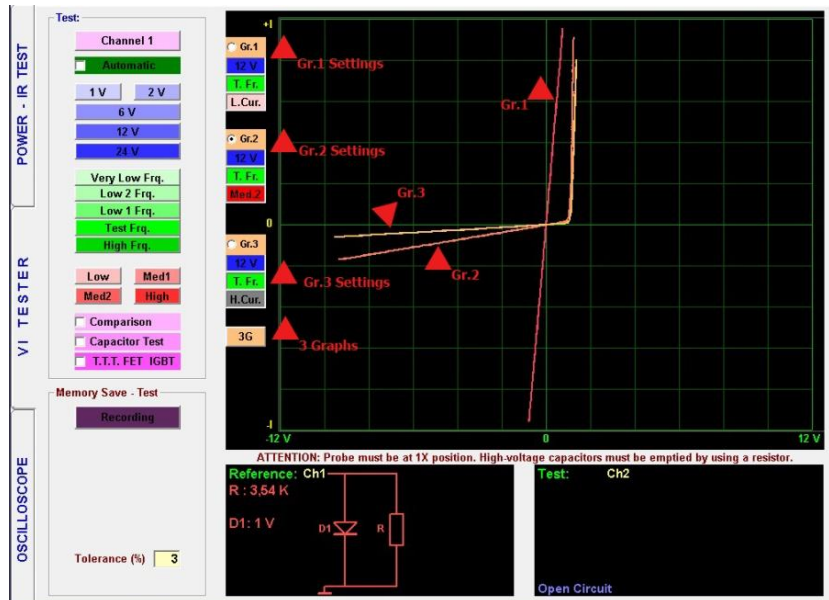 POWER - IR TEST
VI TESTER
OSCILLOSCOPE
Test:
Channel 1
Automatic
1 V
2 V
6 V
12 V
24 V
Very Low Frq.
Low 2 Frq.
Low 1 Frq.
Test Frq.
High Frq.
Low
Med1
Med2
High
Comparison
Capacitor Test
T.T.T. FET IGBT
Memory Save - Test
Recording
Tolerance (%) 3
+I
Gr.1
12 V
T. Fr.
L.Cur.
Gr.1 Settings
Gr.2
12 V
T. Fr.
Med.2
Gr.2 Settings
0
Gr.3
12 V
T. Fr.
H.Cur.
Gr.3 Settings
3G
3 Graphs
-I
Gr.1
Gr.3
Gr.2
-12 V
0
12 V
ATTENTION: Probe must be at 1X position. High-voltage capacitors must be emptied by using a resistor.
Reference: Ch1
R : 3,54 K
D1: 1 V
D1
R
Test: Ch2
Open Circuit